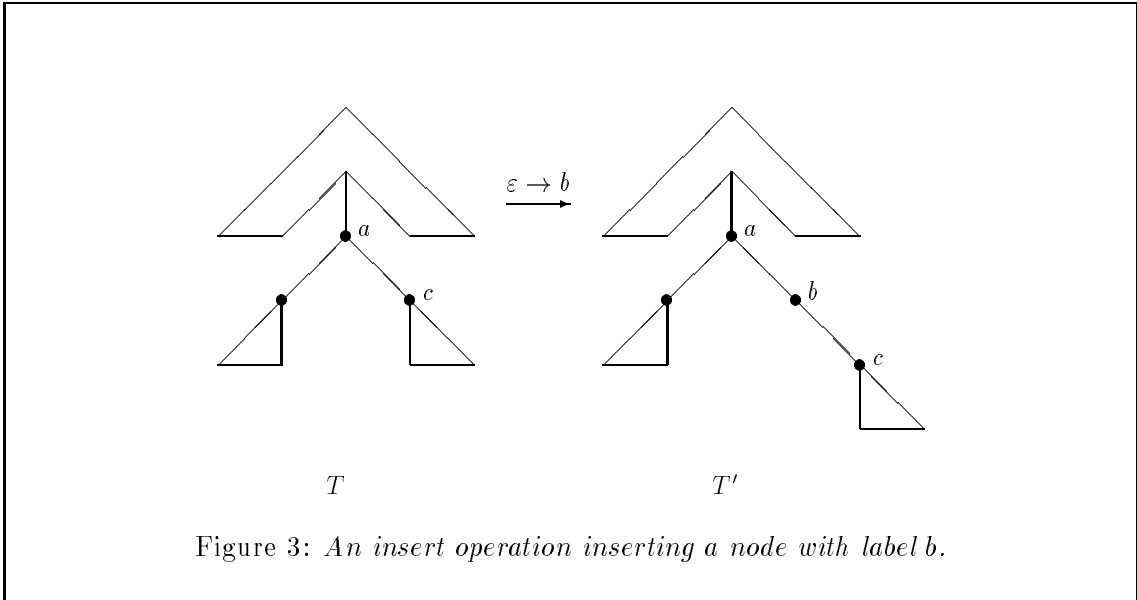 ε → b
a
a
c
b
c
T
T′
Figure 3: An insert operation inserting a node with label b.